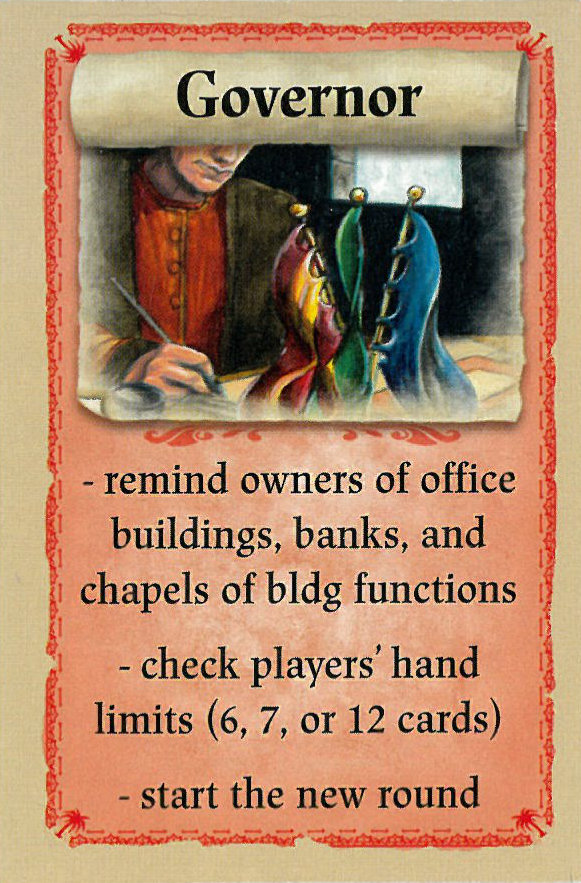 Governor
- remind owners of office
buildings, banks, and
chapels of bldg functions
- check players' hand
limits (6, 7, or 12 cards)
- start the new round